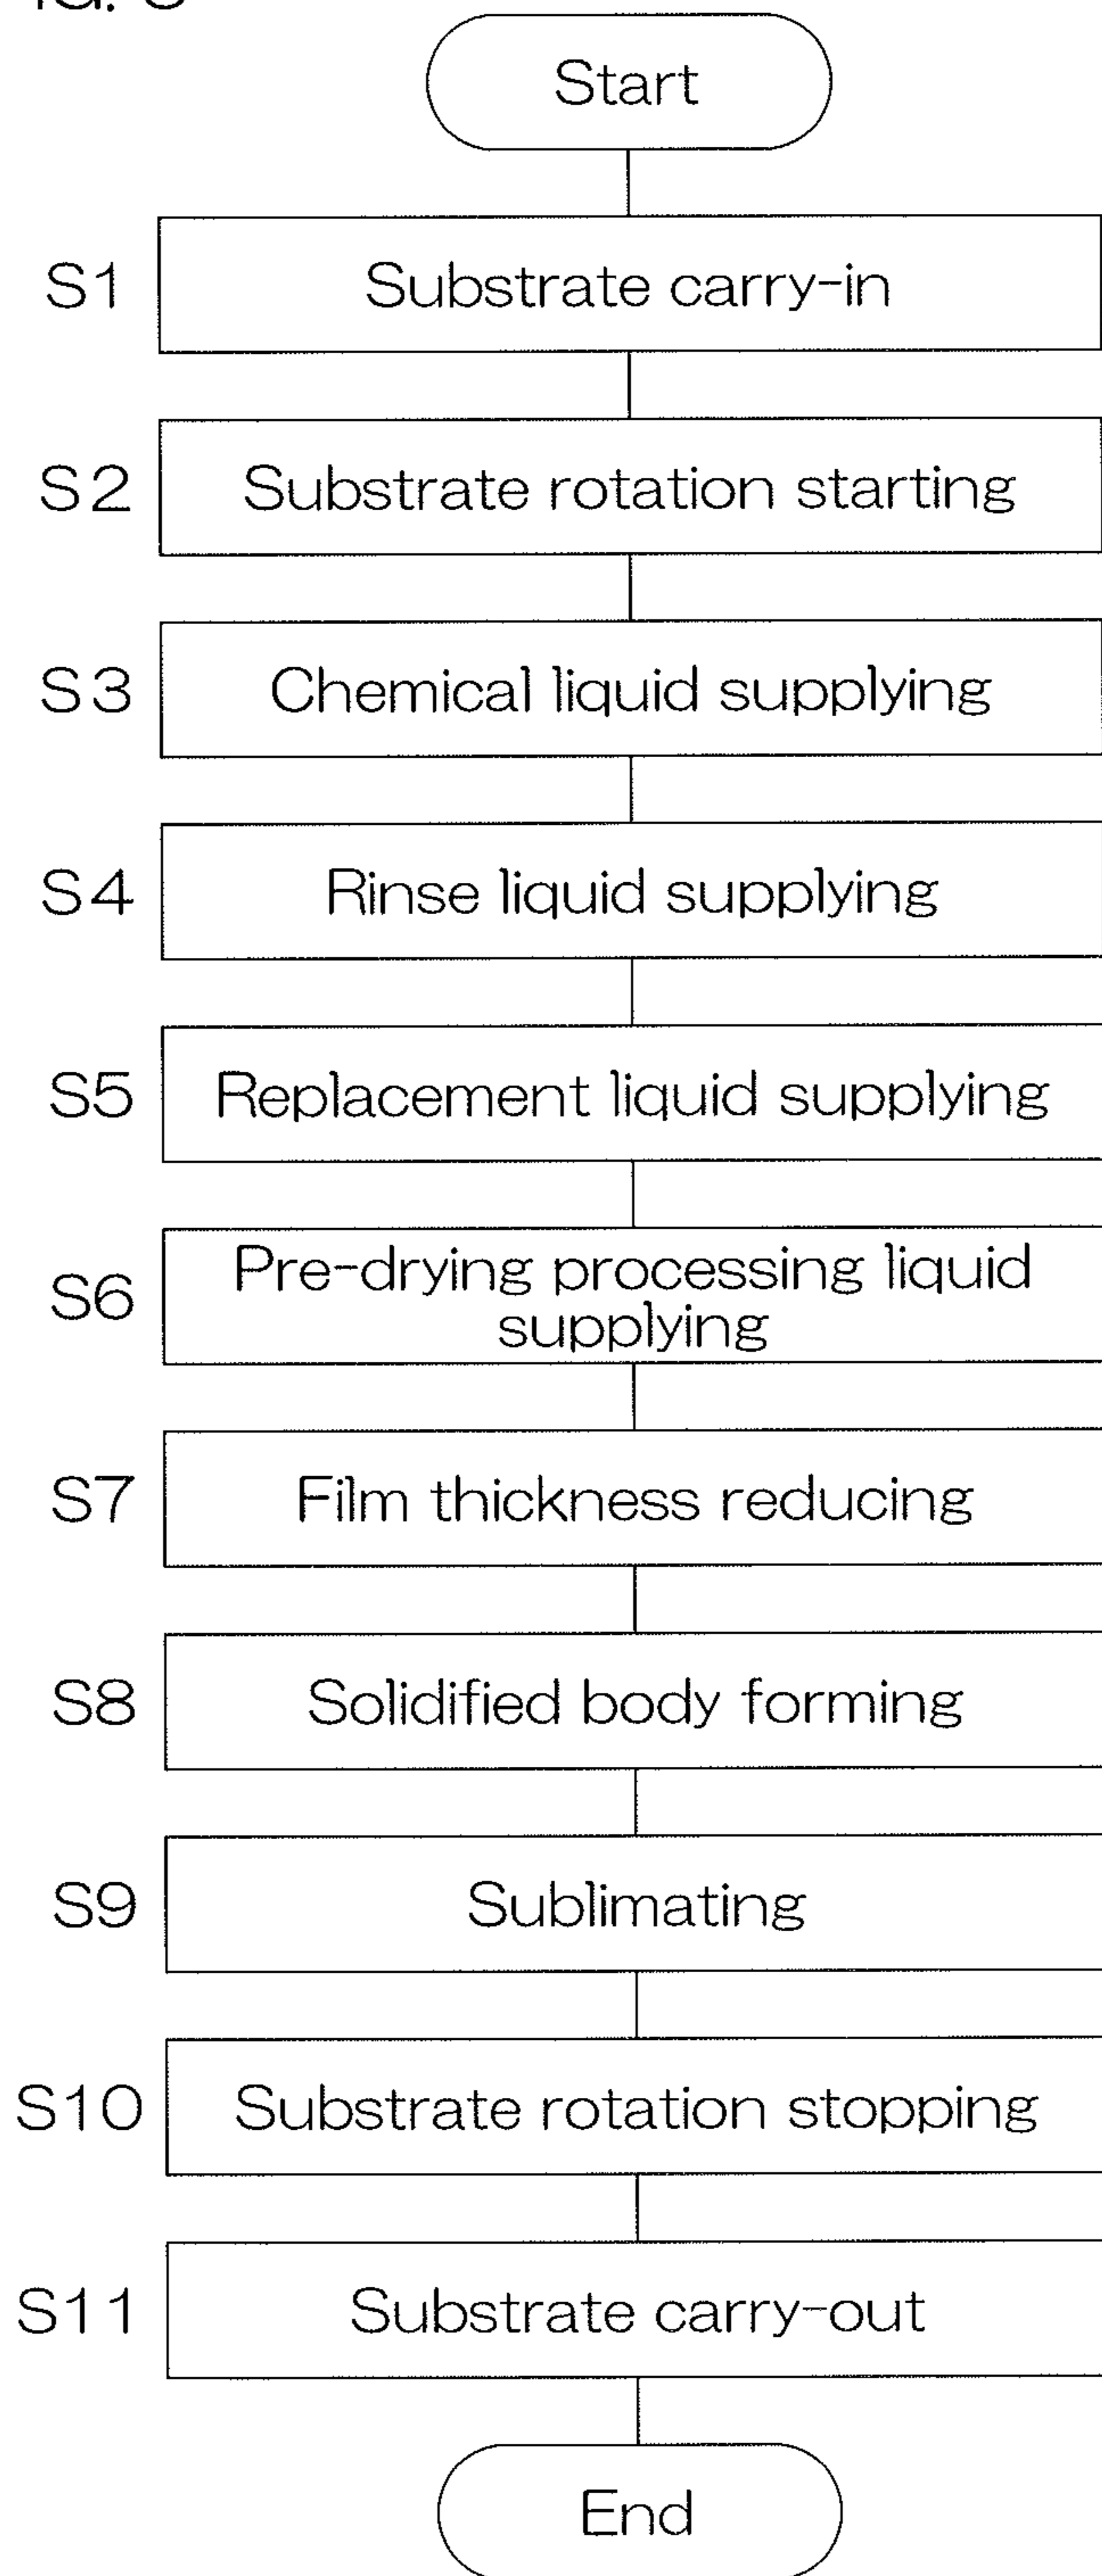 Start
S1 Substrate carry-in
S2 Substrate rotation starting
S3 Chemical liquid supplying
S4 Rinse liquid supplying
S5 Replacement liquid supplying
S6 Pre-drying processing liquid
supplying
S7 Film thickness reducing
S8 Solidified body forming
S9 Sublimating
S10 Substrate rotation stopping
S11 Substrate carry-out
End